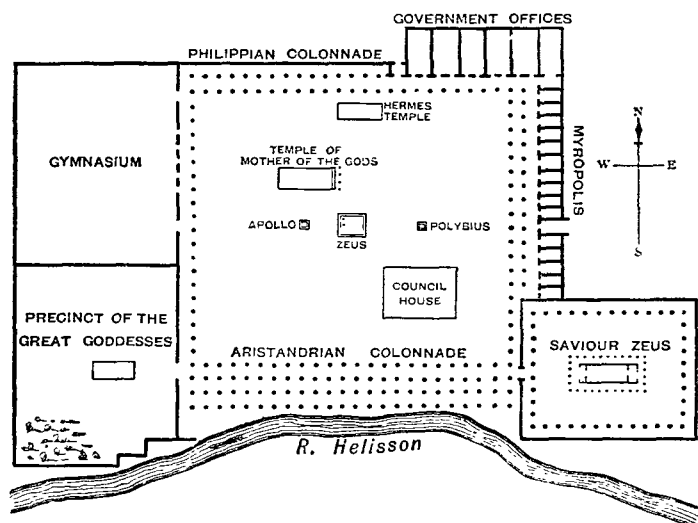 GOVERNMENT OFFICES
PHILIPPIAN COLONNADE
HERMES
TEMPLE
GYMNASIUM
TEMPLE OF
MOTHER OF THE GODS
MYROPOLIS
N
W
E
S
APOLLO
ZEUS
POLYBIUS
COUNCIL
HOUSE
PRECINCT OF THE
GREAT GODDESSES
ARISTANDRIAN COLONNADE
SAVIOUR ZEUS
R. Helisson